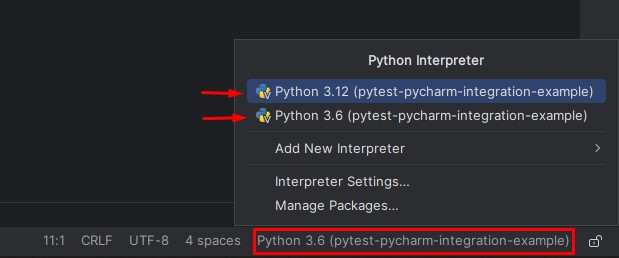 Python Interpreter
Python 3.12 (pytest-pycharm-integration-example)
Python 3.6 (pytest-pycharm-integration-example)
Add New Interpreter
Interpreter Settings...
Manage Packages...
11:1 CRLF UTF-8 4 spaces Python 3.6 (pytest-pycharm-integration-example)